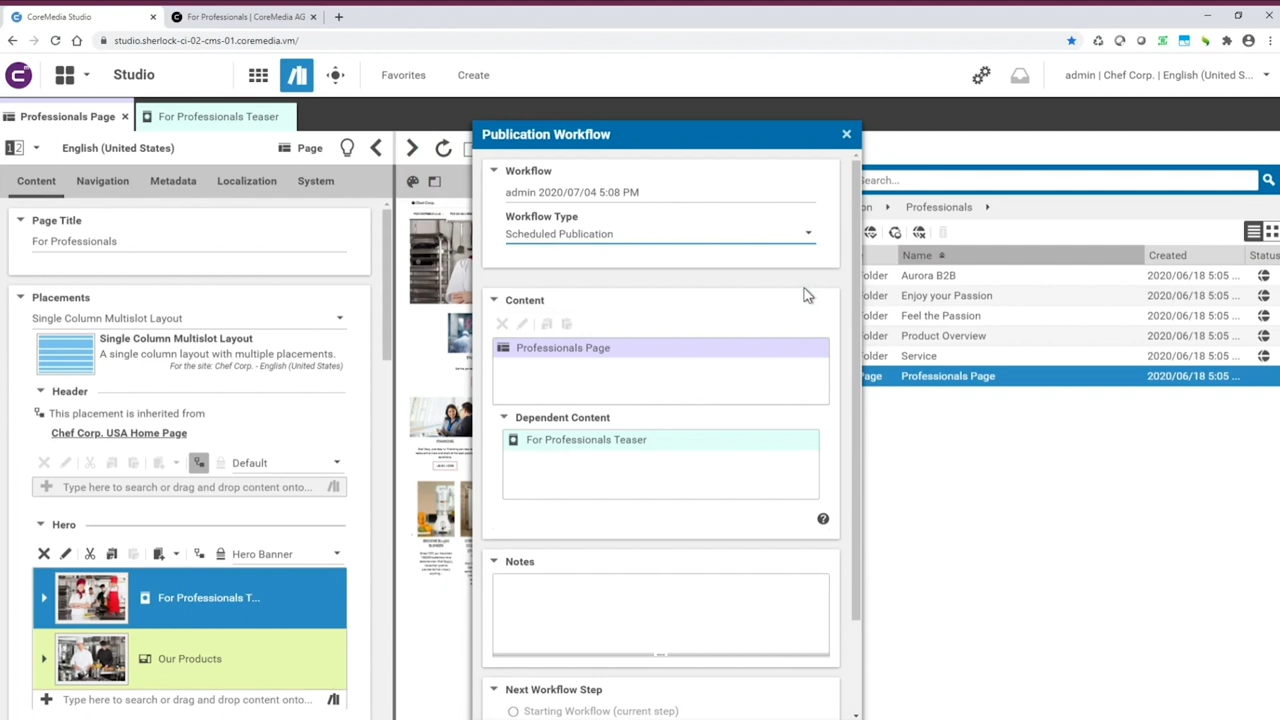 CoreMedia Studio
For Professionals | CoreMedia AG
studio.sherlock-ci-02-cms-01.coremedia.vm/
Studio
Favorites
Create
admin | Chef Corp. | English (United S...
Professionals Page
For Professionals Teaser
English (United States)
Page
Content
Navigation
Metadata
Localization
System
Page Title
For Professionals
Placements
Single Column Multislot Layout
Single Column Multislot Layout
A single column layout with multiple placements.
For the site: Chef Corp. - English (United States)
Header
This placement is inherited from
Chef Corp. USA Home Page
Default
Type here to search or drag and drop content onto...
Hero
Hero Banner
For Professionals T...
Our Products
Type here to search or drag and drop content onto...
Publication Workflow
Workflow
admin 2020/07/04 5:08 PM
Workflow Type
Scheduled Publication
Content
Professionals Page
Dependent Content
For Professionals Teaser
Notes
Next Workflow Step
Starting Workflow (current step)
Search...
on
Professionals
Name
Created
Status
older
Aurora B2B
2020/06/18 5:05 ...
older
Enjoy your Passion
2020/06/18 5:05 ...
older
Feel the Passion
2020/06/18 5:05 ...
older
Product Overview
2020/06/18 5:05 ...
older
Service
2020/06/18 5:05 ...
age
Professionals Page
2020/06/18 5:05 ...